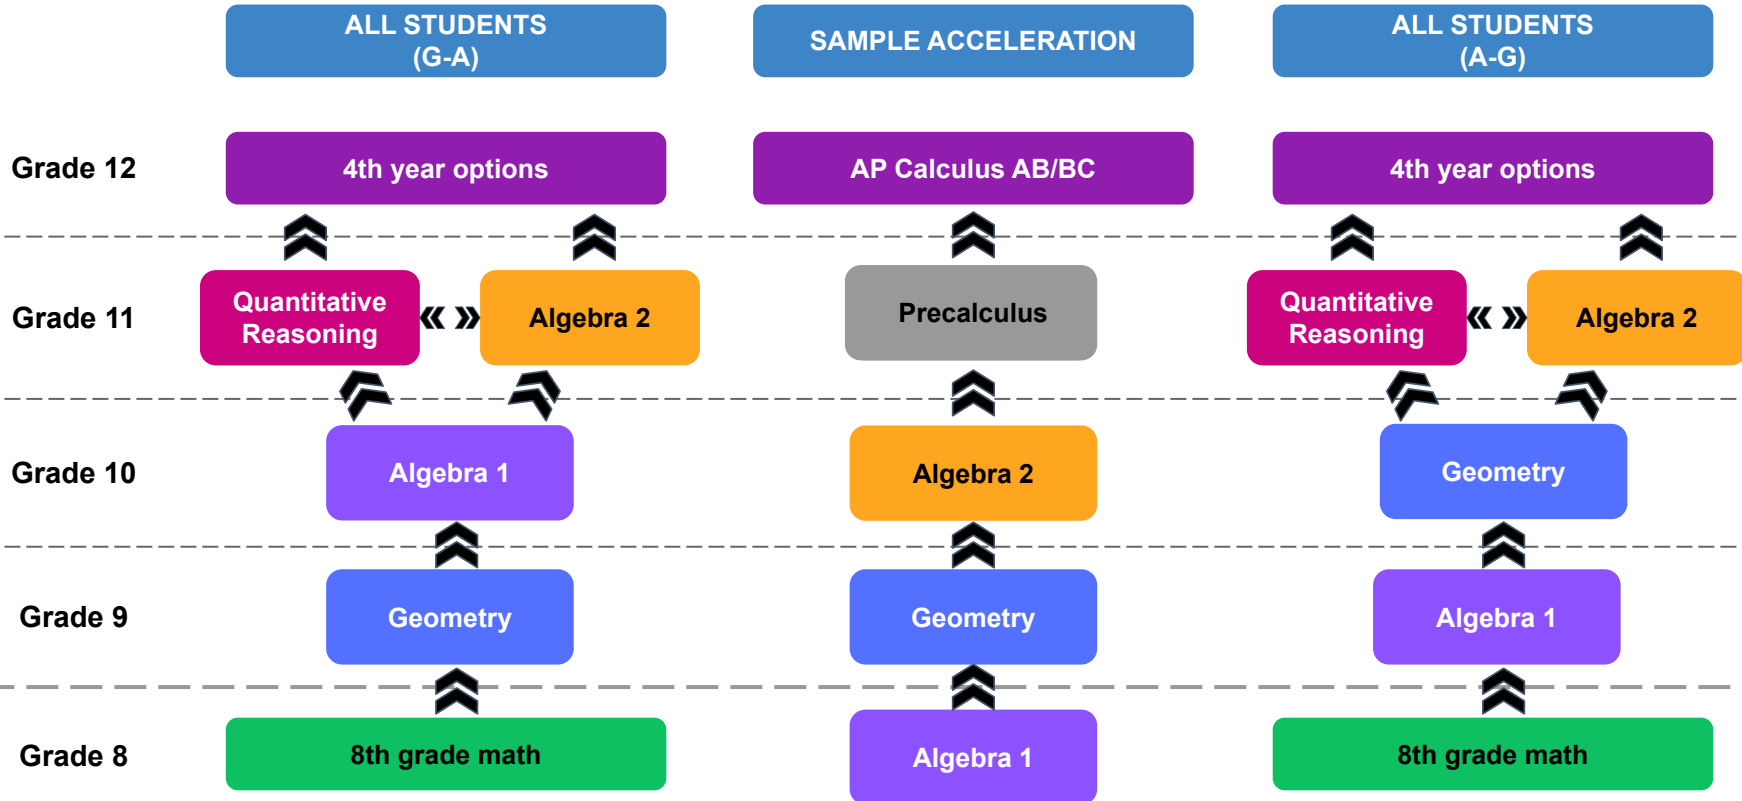 ALL STUDENTS
(G-A)
SAMPLE ACCELERATION
ALL STUDENTS
(A-G)
Grade 12
4th year options
AP Calculus AB/BC
4th year options
Grade 11
Quantitative
Reasoning
Algebra 2
Precalculus
Quantitative
Reasoning
Algebra 2
Grade 10
Algebra 1
Algebra 2
Geometry
Grade 9
Geometry
Geometry
Algebra 1
Grade 8
8th grade math
Algebra 1
8th grade math